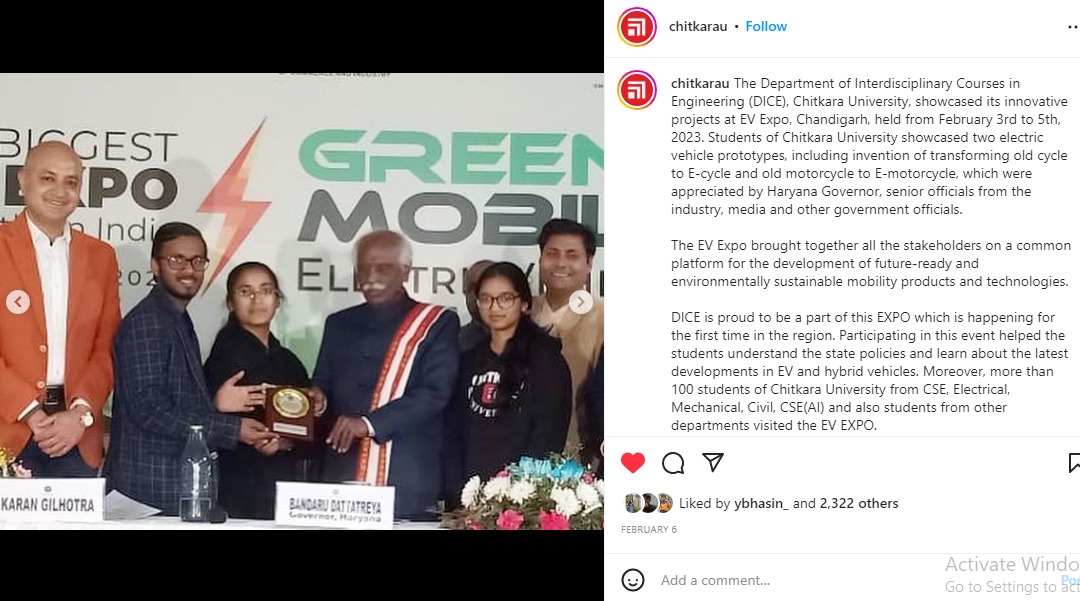 BIGGEST
EXPO
India
202
GREEN
MOBIL
COMMERCE AND INDUSTRY
KARAN GILHOTRA
BANDARU DATTATREYA
Governor, Haryana
chitkarau • Follow
chitkarau The Department of Interdisciplinary Courses in
Engineering (DICE), Chitkara University, showcased its innovative
projects at EV Expo, Chandigarh, held from February 3rd to 5th,
2023. Students of Chitkara University showcased two electric
vehicle prototypes, including invention of transforming old cycle
to E-cycle and old motorcycle to E-motorcycle, which were
appreciated by Haryana Governor, senior officials from the
industry, media and other government officials.
The EV Expo brought together all the stakeholders on a common
platform for the development of future-ready and
environmentally sustainable mobility products and technologies.
DICE is proud to be a part of this EXPO which is happening for
the first time in the region. Participating in this event helped the
students understand the state policies and learn about the latest
developments in EV and hybrid vehicles. Moreover, more than
100 students of Chitkara University from CSE, Electrical,
Mechanical, Civil, CSE(AI) and also students from other
departments visited the EV EXPO.
Liked by ybhasin_ and 2,322 others
FEBRUARY 6
Add a comment...
Activate Windo
Go to Settings to act
Po